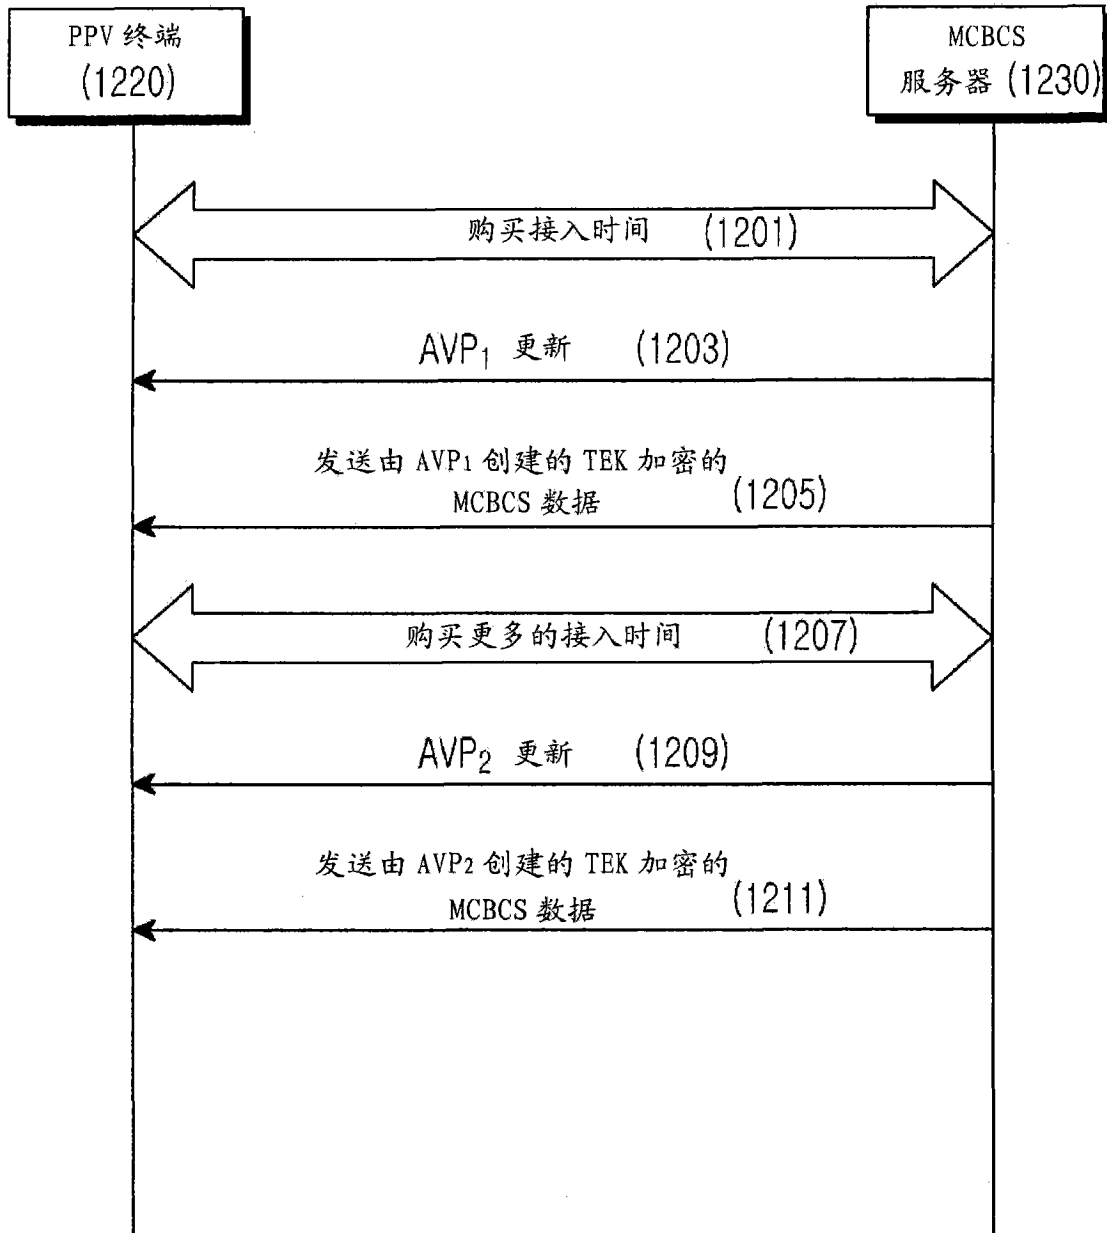 PPV 终端
(1220)
MCBCS
服务器 (1230)
购买接入时间 (1201)
AVP₁ 更新 (1203)
发送由 AVP₁ 创建的 TEK 加密的
MCBCS 数据 (1205)
购买更多的接入时间 (1207)
AVP₂ 更新 (1209)
发送由 AVP₂ 创建的 TEK 加密的
MCBCS 数据 (1211)